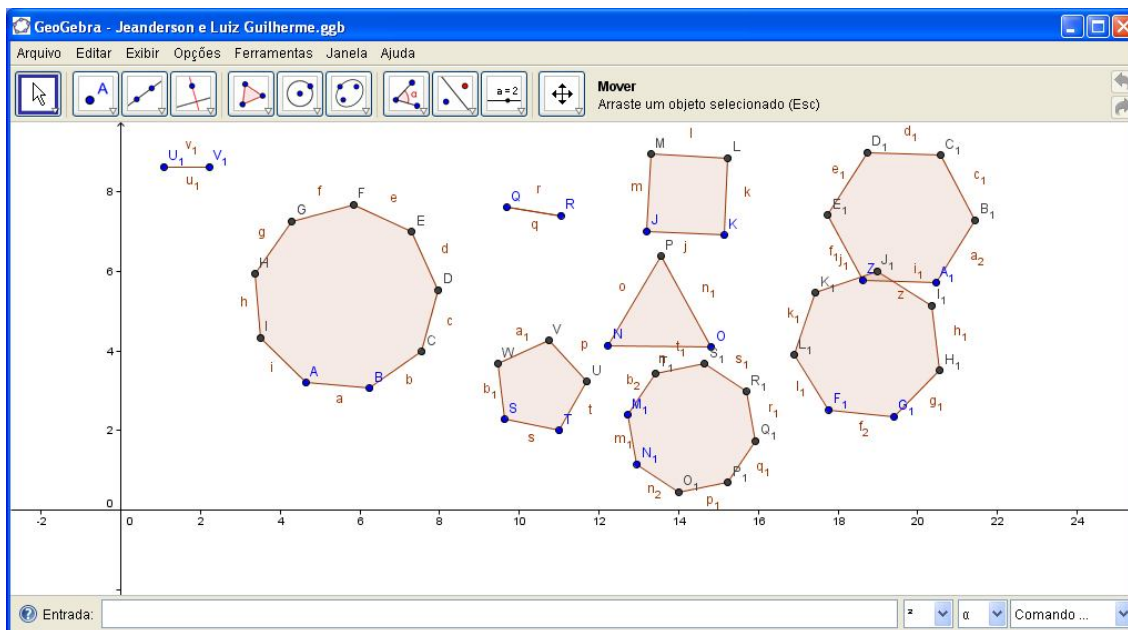 GeoGebra - Jeanderson e Luiz Guilherme.ggb
Arquivo Editar Exibir Opções Ferramentas Janela Ajuda
A
α
a = 2
Mover
Arraste um objeto selecionado (Esc)
v₁
U₁ V₁
u₁
G f F e E
g d
H D
h c
I C
i A a B b
r
Q R
q
M l L
m k
J j K
P
o n₁
N t₁ O
a₁ V
W p U
b₁ t
S s T
T₁ S₁ s₁
b₂ R₁
M₁ r₁
m₁ Q₁
N₁ q₁
n₂ O₁ p₁ P₁
D₁ d₁ C₁
e₁ c₁
E₁ B₁
f₁ j₁ a₂
Z J₁ i₁ A₁
K₁ z I₁
k₁ h₁
L₁ H₁
l₁ g₁
F₁ f₂ G₁
8
6
4
2
0
-2 0 2 4 6 8 10 12 14 16 18 20 22 24
Entrada: ² α Comando ...